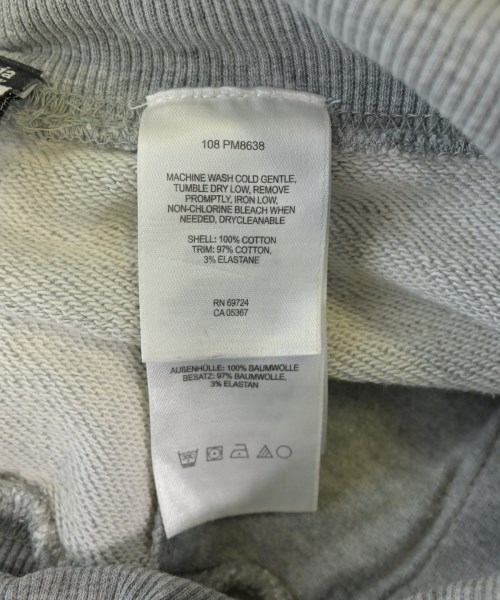 108 PM8638
MACHINE WASH COLD GENTLE,
TUMBLE DRY LOW, REMOVE
PROMPTLY, IRON LOW,
NON-CHLORINE BLEACH WHEN
NEEDED, DRYCLEANABLE
SHELL: 100% COTTON
TRIM: 97% COTTON,
3% ELASTANE
RN 69724
CA 05367
AUßENHÜLLE: 100% BAUMWOLLE
BESATZ: 97% BAUMWOLLE,
3% ELASTAN